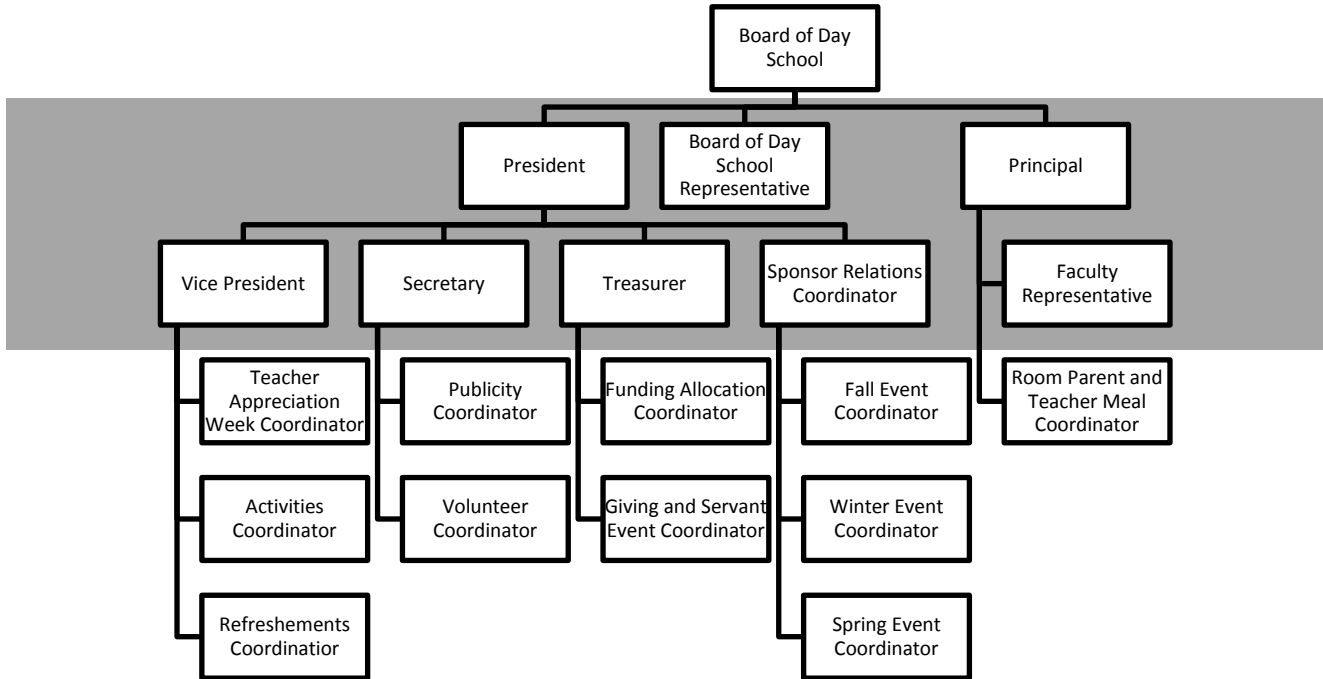 Board of Day
School
President
Board of Day
School
Representative
Principal
Vice President
Secretary
Treasurer
Sponsor Relations
Coordinator
Faculty
Representative
Teacher
Appreciation
Week Coordinator
Publicity
Coordinator
Funding Allocation
Coordinator
Fall Event
Coordinator
Room Parent and
Teacher Meal
Coordinator
Activities
Coordinator
Volunteer
Coordinator
Giving and Servant
Event Coordinator
Winter Event
Coordinator
Refreshements
Coordinatior
Spring Event
Coordinator